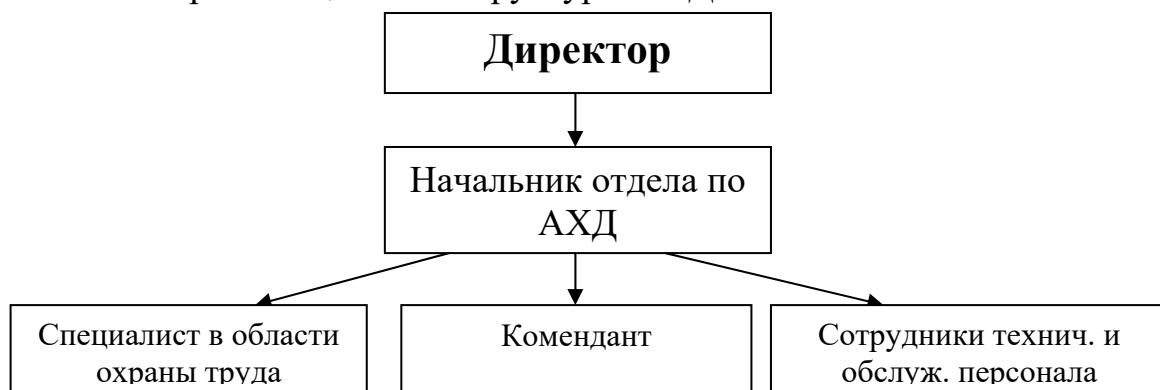 Директор
Начальник отдела по
АХД
Специалист в области
охраны труда
Комендант
Сотрудники технич. и
обслуж. персонала